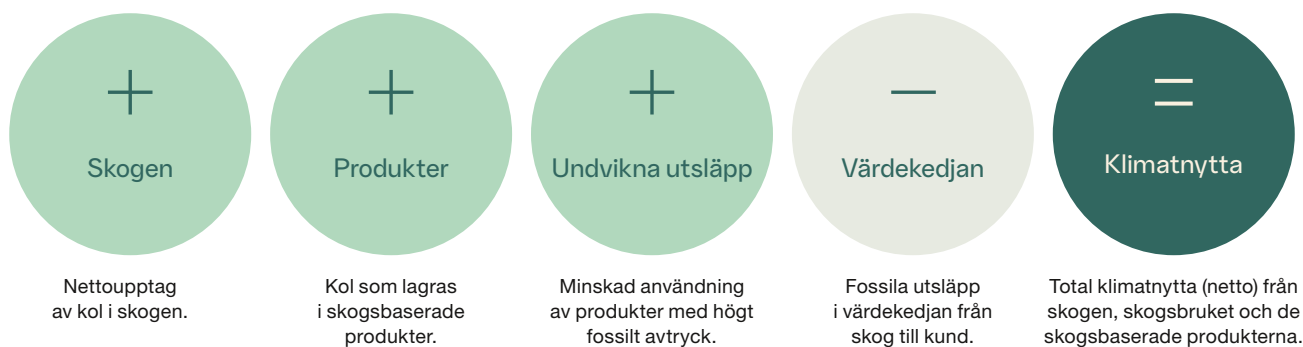 +
Skogen
Nettoupptag
av kol i skogen.
+
Produkter
Kol som lagras
i skogsbaserade
produkter.
+
Undvikna utsläpp
Minskad användning
av produkter med högt
fossilt avtryck.
−
Värdekedjan
Fossila utsläpp
i värdekedjan från
skog till kund.
=
Klimatnytta
Total klimatnytta (netto) från
skogen, skogsbruket och de
skogsbaserade produkterna.